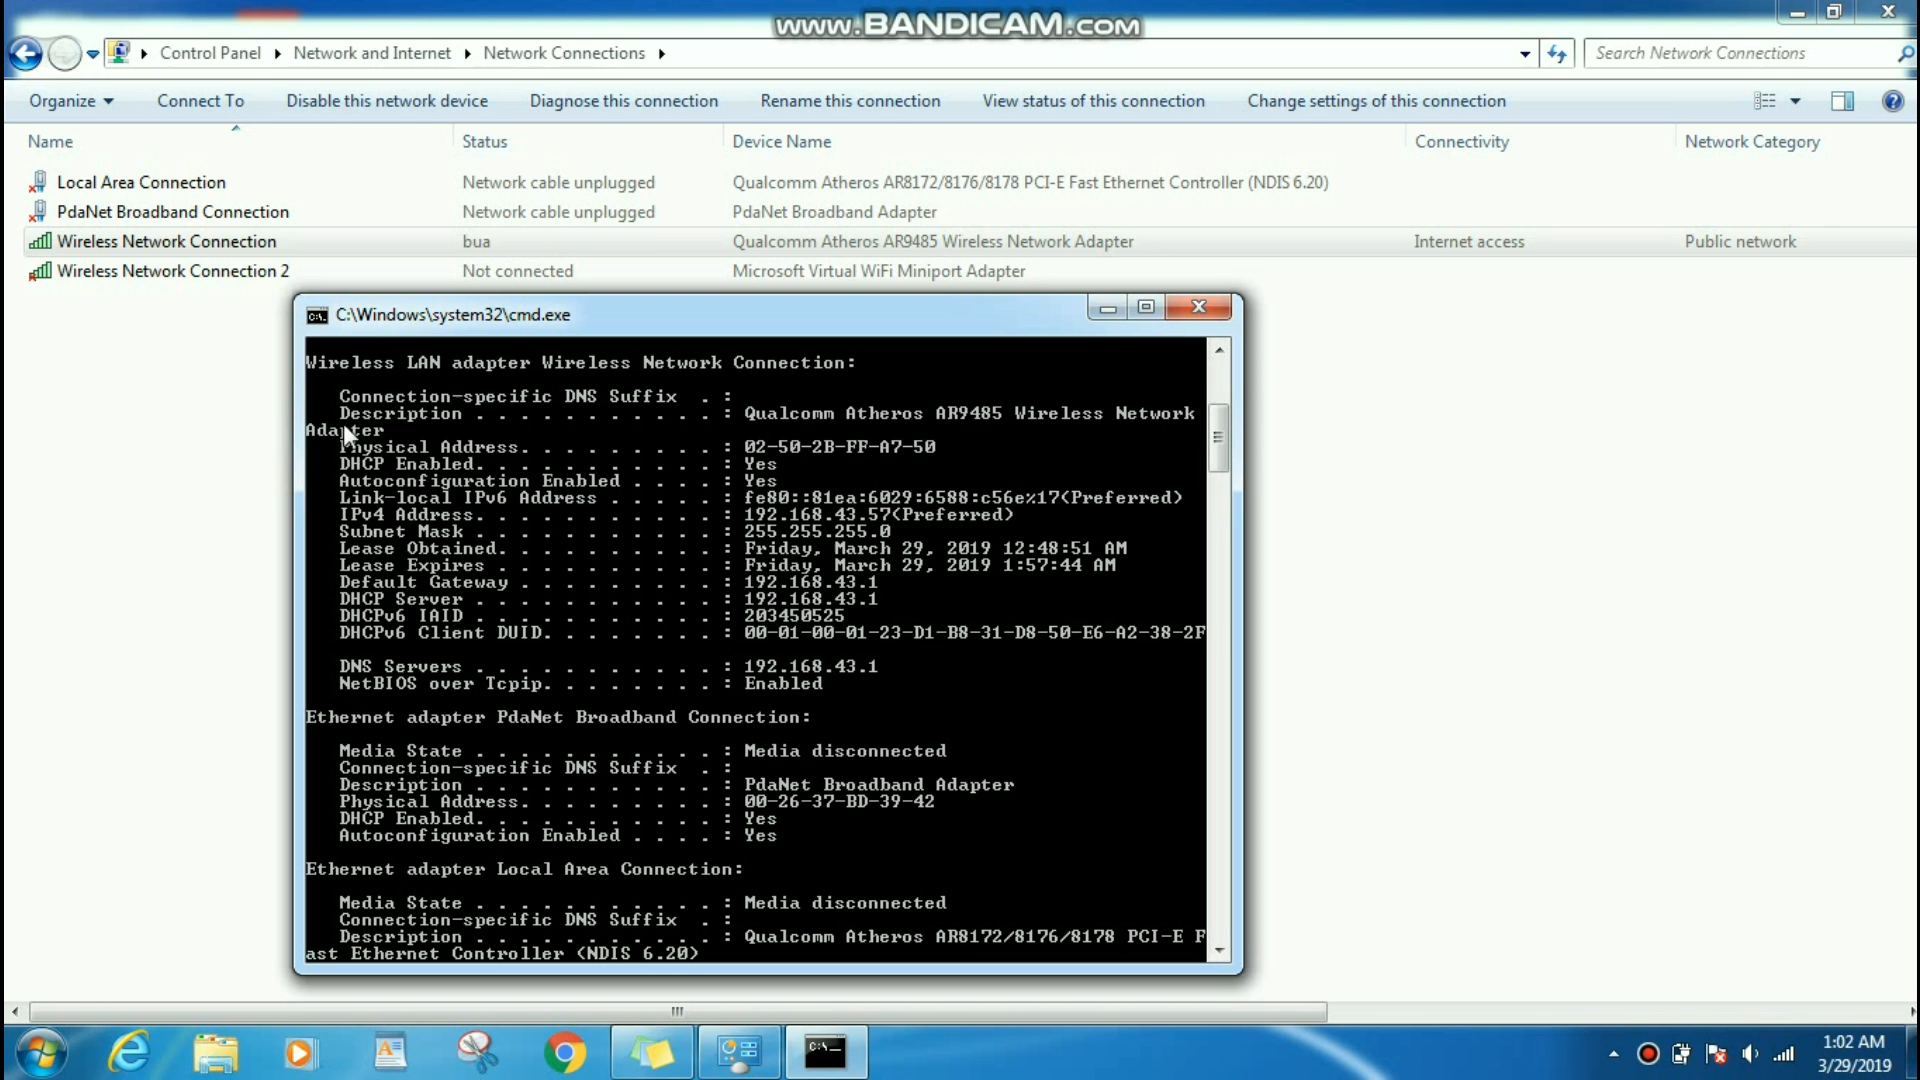 www.BANDICAM.com
Control Panel Network and Internet Network Connections
Search Network Connections
Organize Connect To Disable this network device Diagnose this connection Rename this connection View status of this connection Change settings of this connection
Name Status Device Name Connectivity Network Category
Local Area Connection Network cable unplugged Qualcomm Atheros AR8172/8176/8178 PCI-E Fast Ethernet Controller (NDIS 6.20)
PdaNet Broadband Connection Network cable unplugged PdaNet Broadband Adapter
Wireless Network Connection bua Qualcomm Atheros AR9485 Wireless Network Adapter Internet access Public network
Wireless Network Connection 2 Not connected Microsoft Virtual WiFi Miniport Adapter
C:\Windows\system32\cmd.exe
Wireless LAN adapter Wireless Network Connection:
Connection-specific DNS Suffix . :
Description . . . . . . . . . . . : Qualcomm Atheros AR9485 Wireless Network
Adapter
Physical Address. . . . . . . . . : 02-50-2B-FF-A7-50
DHCP Enabled. . . . . . . . . . . : Yes
Autoconfiguration Enabled . . . . : Yes
Link-local IPv6 Address . . . . . : fe80::81ea:6029:6588:c56e%17(Preferred)
IPv4 Address. . . . . . . . . . . : 192.168.43.57(Preferred)
Subnet Mask . . . . . . . . . . . : 255.255.255.0
Lease Obtained. . . . . . . . . . : Friday, March 29, 2019 12:48:51 AM
Lease Expires . . . . . . . . . . : Friday, March 29, 2019 1:57:44 AM
Default Gateway . . . . . . . . . : 192.168.43.1
DHCP Server . . . . . . . . . . . : 192.168.43.1
DHCPv6 IAID . . . . . . . . . . . : 203450525
DHCPv6 Client DUID. . . . . . . . : 00-01-00-01-23-D1-B8-31-D8-50-E6-A2-38-2F
DNS Servers . . . . . . . . . . . : 192.168.43.1
NetBIOS over Tcpip. . . . . . . . : Enabled
Ethernet adapter PdaNet Broadband Connection:
Media State . . . . . . . . . . . : Media disconnected
Connection-specific DNS Suffix . :
Description . . . . . . . . . . . : PdaNet Broadband Adapter
Physical Address. . . . . . . . . : 00-26-37-BD-39-42
DHCP Enabled. . . . . . . . . . . : Yes
Autoconfiguration Enabled . . . . : Yes
Ethernet adapter Local Area Connection:
Media State . . . . . . . . . . . : Media disconnected
Connection-specific DNS Suffix . :
Description . . . . . . . . . . . : Qualcomm Atheros AR8172/8176/8178 PCI-E F
ast Ethernet Controller (NDIS 6.20)
1:02 AM
3/29/2019